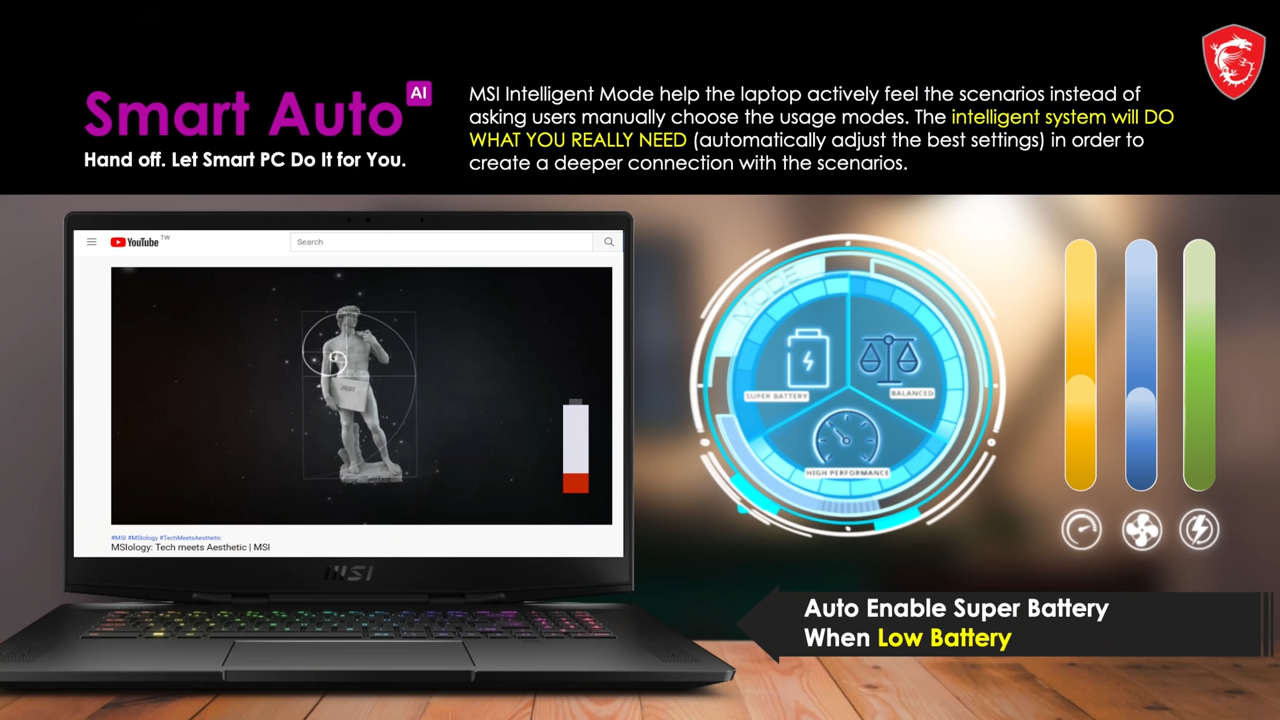 Smart Auto AI
Hand off. Let Smart PC Do It for You.
MSI Intelligent Mode help the laptop actively feel the scenarios instead of
asking users manually choose the usage modes. The intelligent system will DO
WHAT YOU REALLY NEED (automatically adjust the best settings) in order to
create a deeper connection with the scenarios.
YouTube TW
Search
#MSI #MSIology #TechMeetsAesthetic
MSIology: Tech meets Aesthetic | MSI
msi
MODE
SUPER BATTERY
BALANCED
HIGH PERFORMANCE
Auto Enable Super Battery
When Low Battery